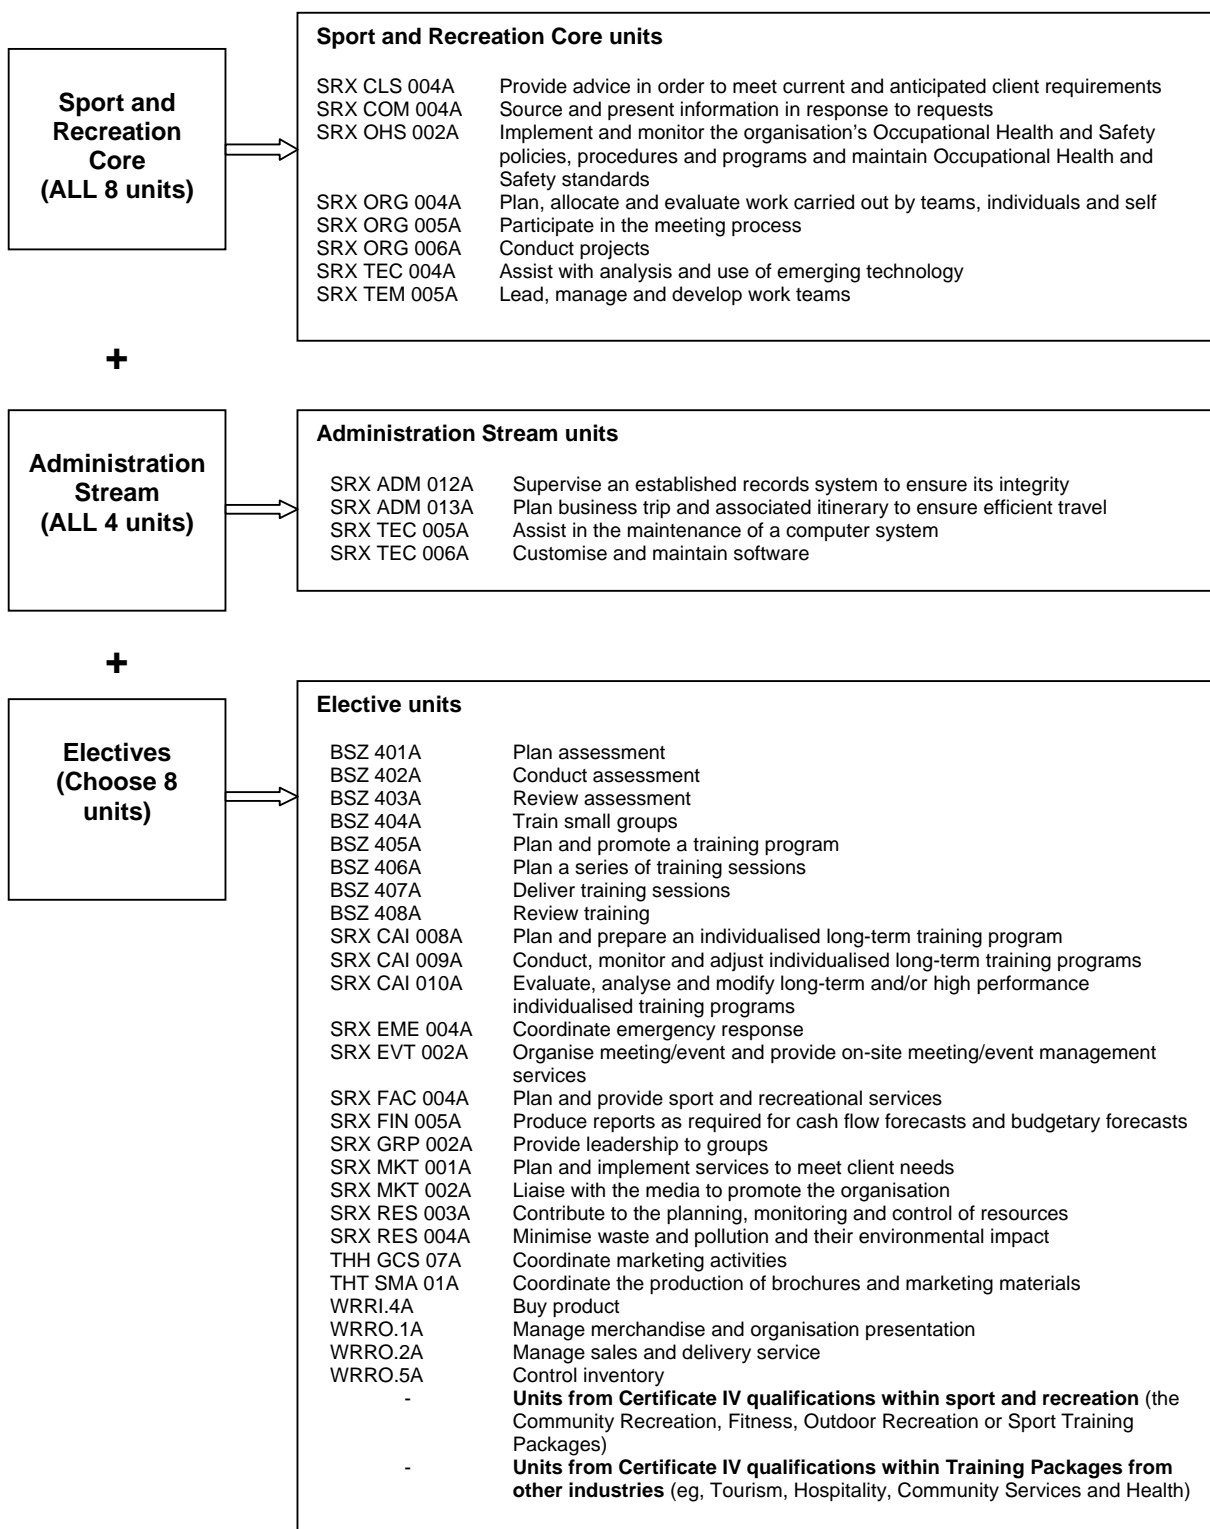 Sport and
Recreation
Core
(ALL 8 units)
Sport and Recreation Core units
SRX CLS 004A Provide advice in order to meet current and anticipated client requirements
SRX COM 004A Source and present information in response to requests
SRX OHS 002A Implement and monitor the organisation's Occupational Health and Safety
policies, procedures and programs and maintain Occupational Health and
Safety standards
SRX ORG 004A Plan, allocate and evaluate work carried out by teams, individuals and self
SRX ORG 005A Participate in the meeting process
SRX ORG 006A Conduct projects
SRX TEC 004A Assist with analysis and use of emerging technology
SRX TEM 005A Lead, manage and develop work teams
+
Administration
Stream
(ALL 4 units)
Administration Stream units
SRX ADM 012A Supervise an established records system to ensure its integrity
SRX ADM 013A Plan business trip and associated itinerary to ensure efficient travel
SRX TEC 005A Assist in the maintenance of a computer system
SRX TEC 006A Customise and maintain software
+
Electives
(Choose 8
units)
Elective units
BSZ 401A Plan assessment
BSZ 402A Conduct assessment
BSZ 403A Review assessment
BSZ 404A Train small groups
BSZ 405A Plan and promote a training program
BSZ 406A Plan a series of training sessions
BSZ 407A Deliver training sessions
BSZ 408A Review training
SRX CAI 008A Plan and prepare an individualised long-term training program
SRX CAI 009A Conduct, monitor and adjust individualised long-term training programs
SRX CAI 010A Evaluate, analyse and modify long-term and/or high performance
individualised training programs
SRX EME 004A Coordinate emergency response
SRX EVT 002A Organise meeting/event and provide on-site meeting/event management
services
SRX FAC 004A Plan and provide sport and recreational services
SRX FIN 005A Produce reports as required for cash flow forecasts and budgetary forecasts
SRX GRP 002A Provide leadership to groups
SRX MKT 001A Plan and implement services to meet client needs
SRX MKT 002A Liaise with the media to promote the organisation
SRX RES 003A Contribute to the planning, monitoring and control of resources
SRX RES 004A Minimise waste and pollution and their environmental impact
THH GCS 07A Coordinate marketing activities
THT SMA 01A Coordinate the production of brochures and marketing materials
WRRI.4A Buy product
WRRO.1A Manage merchandise and organisation presentation
WRRO.2A Manage sales and delivery service
WRRO.5A Control inventory
- Units from Certificate IV qualifications within sport and recreation (the
Community Recreation, Fitness, Outdoor Recreation or Sport Training
Packages)
- Units from Certificate IV qualifications within Training Packages from
other industries (eg, Tourism, Hospitality, Community Services and Health)